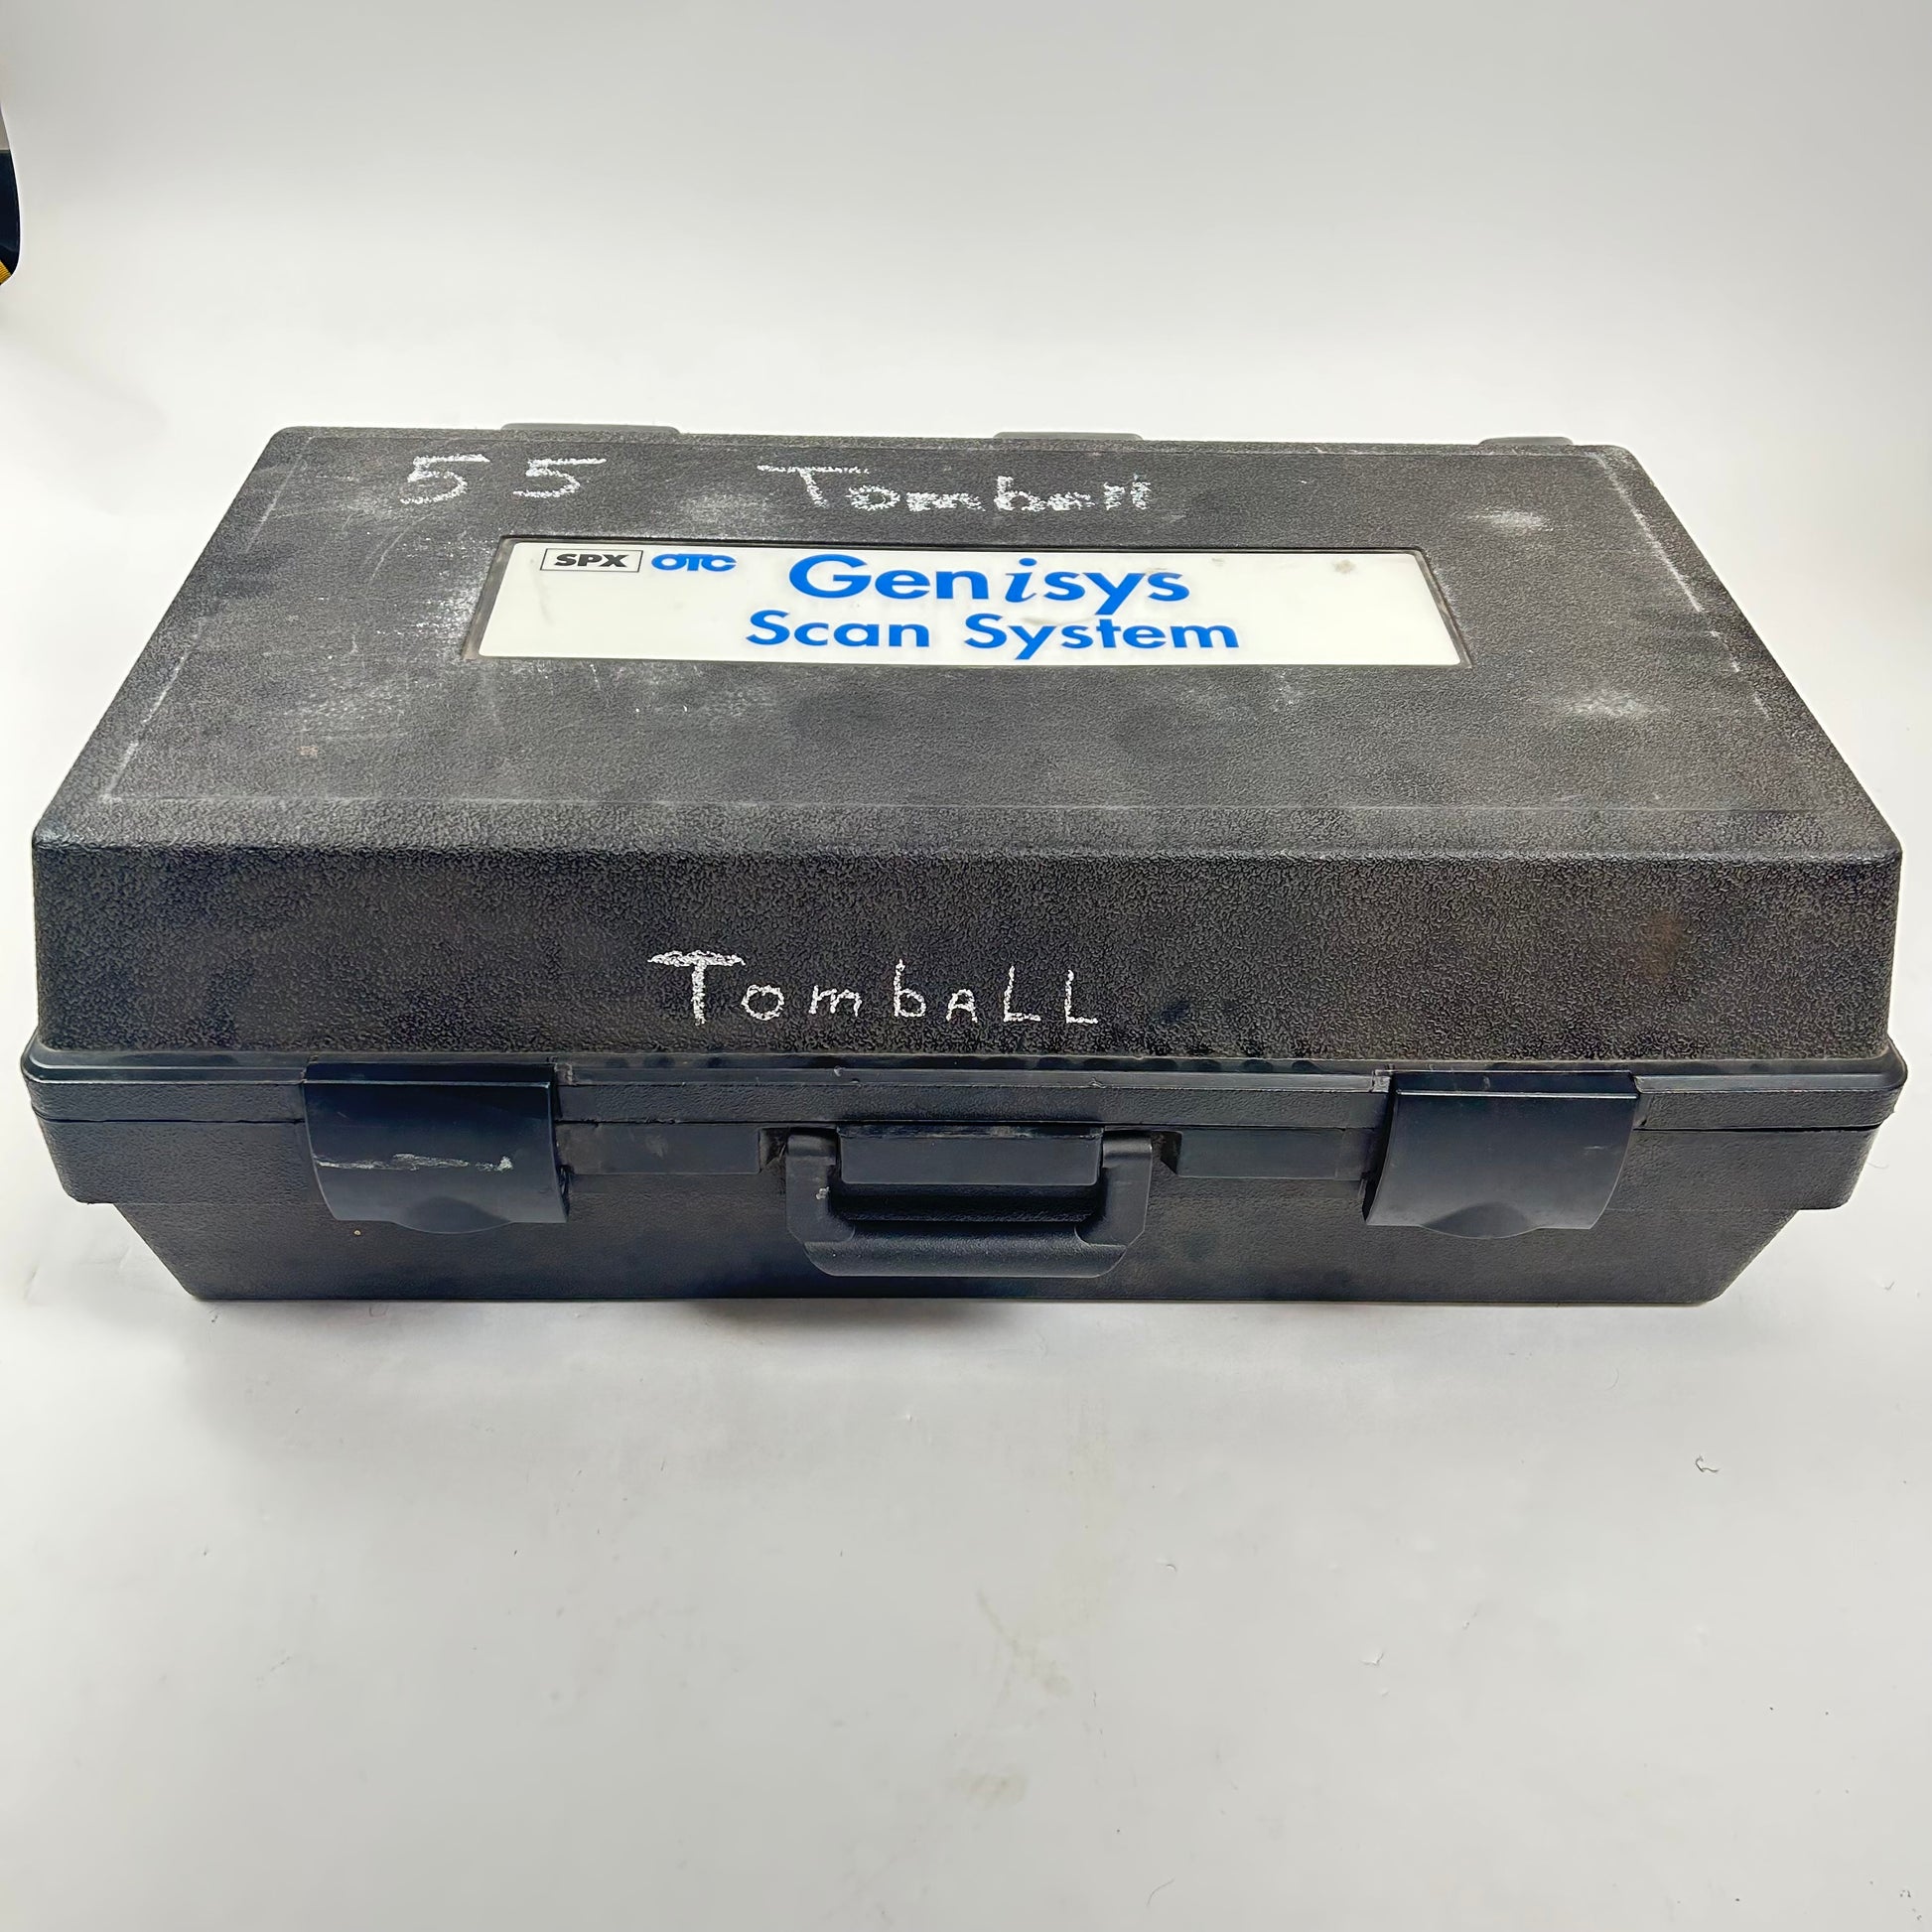 55 Tomball
SPX OTC Genisys
Scan System
TombALL